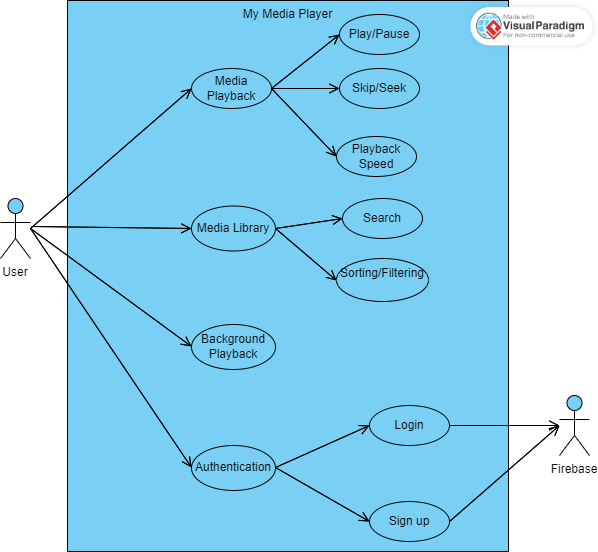 My Media Player
Made with
Visual Paradigm
For non-commercial use
Play/Pause
Media
Playback
Skip/Seek
Playback
Speed
User
Media Library
Search
Sorting/Filtering
Background
Playback
Authentication
Login
Sign up
Firebase